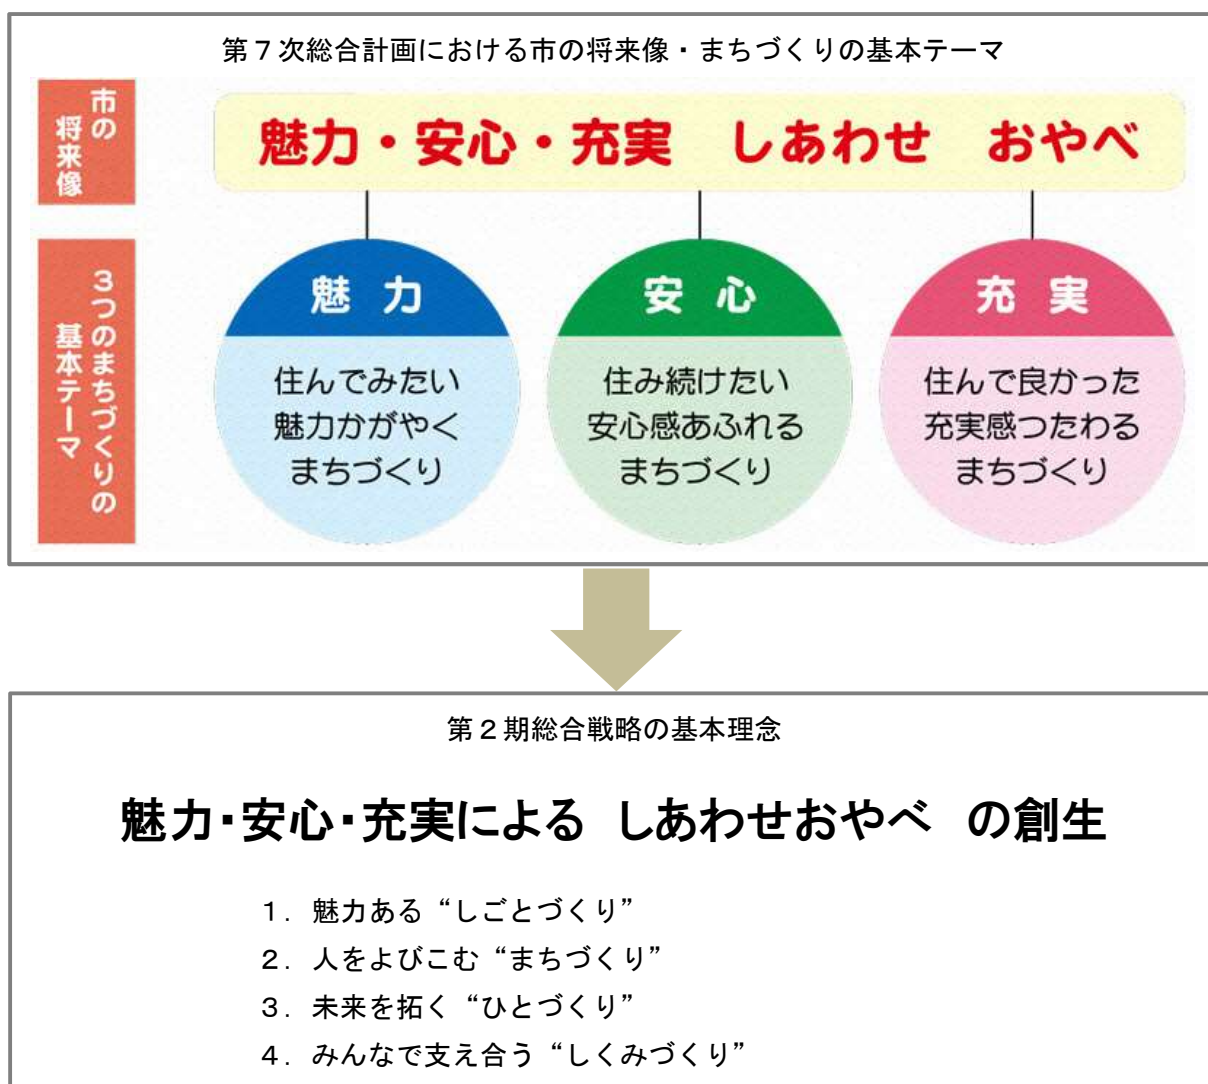 第7次総合計画における市の将来像・まちづくりの基本テーマ
市の
将来像
魅力・安心・充実 しあわせ おやべ
3つのまちづくりの
基本テーマ
魅力
住んでみたい
魅力かがやく
まちづくり
安心
住み続けたい
安心感あふれる
まちづくり
充実
住んで良かった
充実感つたわる
まちづくり
第2期総合戦略の基本理念
魅力・安心・充実による しあわせおやべ の創生
1．魅力ある“しごとづくり”
2．人をよびこむ“まちづくり”
3．未来を拓く“ひとづくり”
4．みんなで支え合う“しくみづくり”